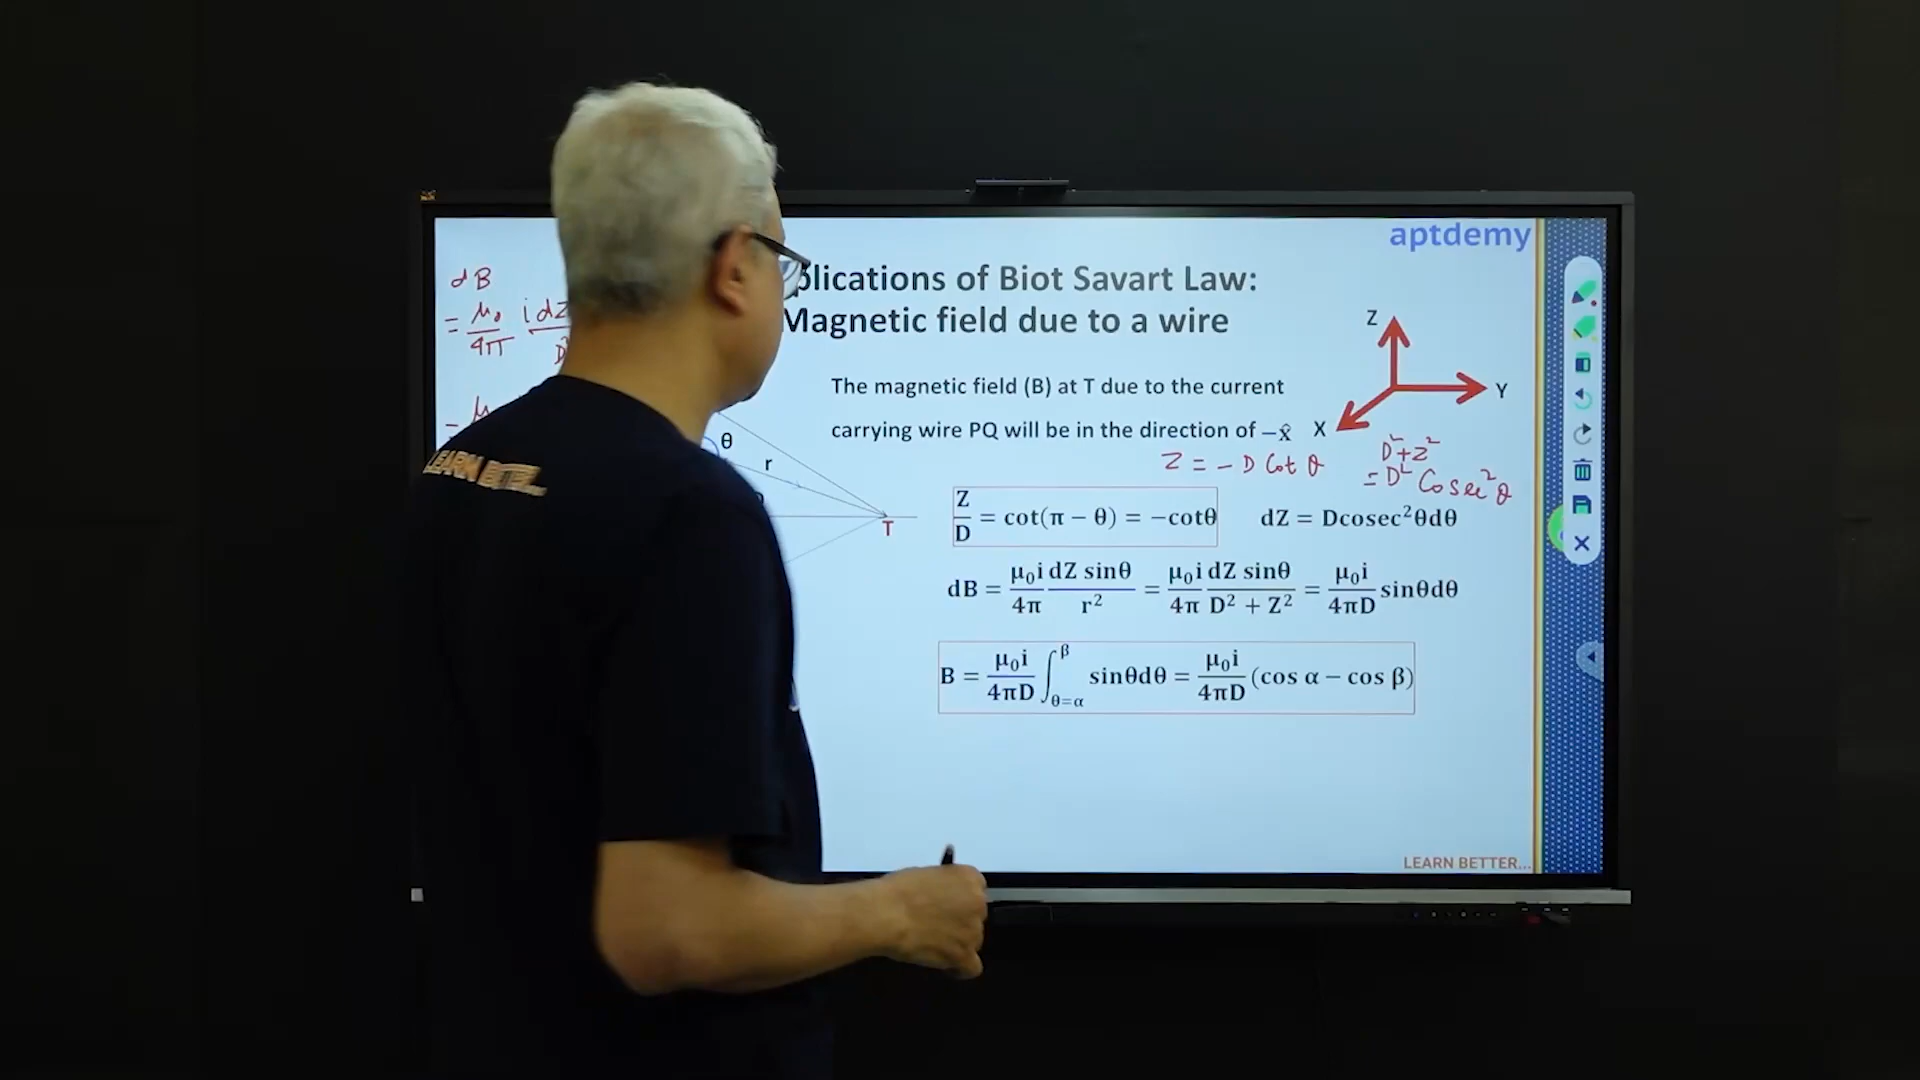 aptdemy
plications of Biot Savart Law:
Magnetic field due to a wire
dB
= μ₀/4π i dZ
Z
Y
X
The magnetic field (B) at T due to the current
carrying wire PQ will be in the direction of −x̂
θ
r
T
Z = − D Cot θ
D²+Z²
= D² Cosec²θ
Z/D = cot(π − θ) = −cotθ
dZ = Dcosec²θdθ
dB = μ₀i/4π dZ sinθ/r² = μ₀i/4π dZ sinθ/D² + Z² = μ₀i/4πD sinθdθ
B = μ₀i/4πD ∫θ=α^β sinθdθ = μ₀i/4πD (cos α − cos β)
LEARN BETTER...
LEARN BETTER...